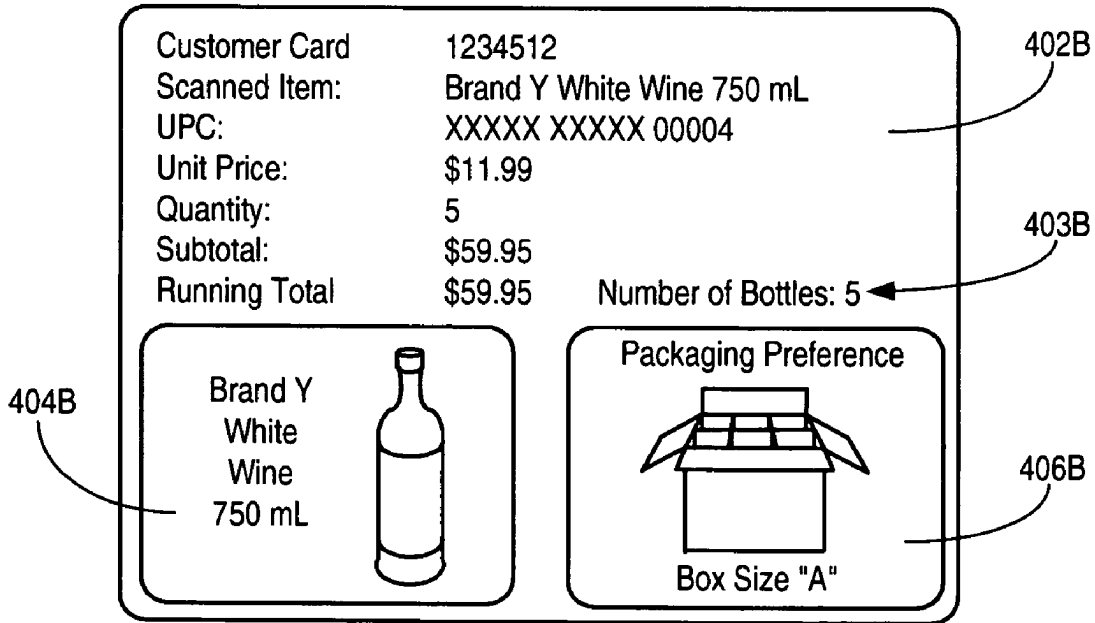 Customer Card 1234512
Scanned Item: Brand Y White Wine 750 mL
UPC: XXXXX XXXXX 00004
Unit Price: $11.99
Quantity: 5
Subtotal: $59.95
Running Total $59.95 Number of Bottles: 5
402B
403B
Brand Y
White
Wine
750 mL
404B
Packaging Preference
Box Size "A"
406B